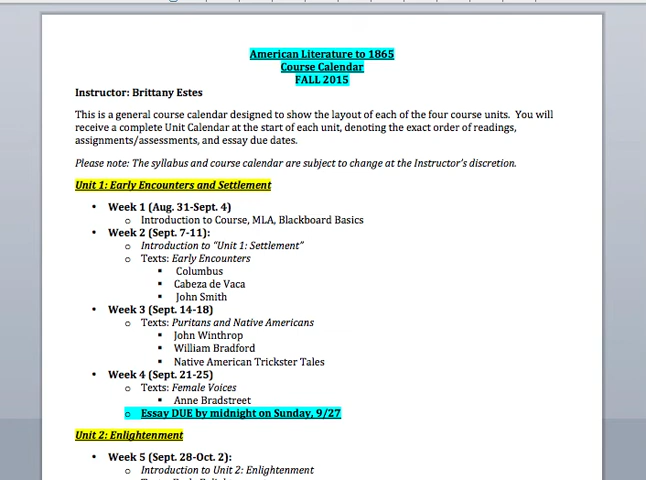 American Literature to 1865
Course Calendar
FALL 2015
Instructor: Brittany Estes
This is a general course calendar designed to show the layout of each of the four course units.  You will
receive a complete Unit Calendar at the start of each unit, denoting the exact order of readings,
assignments/assessments, and essay due dates.
Please note: The syllabus and course calendar are subject to change at the Instructor's discretion.
Unit 1: Early Encounters and Settlement
• Week 1 (Aug. 31-Sept. 4)
o Introduction to Course, MLA, Blackboard Basics
• Week 2 (Sept. 7-11):
o Introduction to "Unit 1: Settlement"
o Texts: Early Encounters
▪ Columbus
▪ Cabeza de Vaca
▪ John Smith
• Week 3 (Sept. 14-18)
o Texts: Puritans and Native Americans
▪ John Winthrop
▪ William Bradford
▪ Native American Trickster Tales
• Week 4 (Sept. 21-25)
o Texts: Female Voices
▪ Anne Bradstreet
o Essay DUE by midnight on Sunday, 9/27
Unit 2: Enlightenment
• Week 5 (Sept. 28-Oct. 2):
o Introduction to Unit 2: Enlightenment